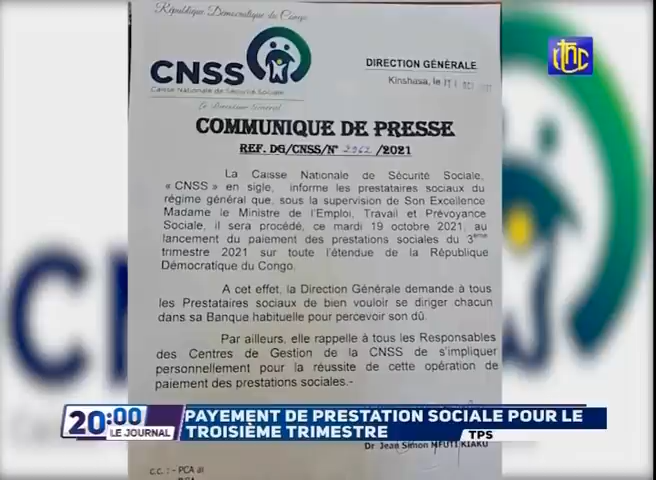 République Démocratique du Congo
CNSS
Caisse Nationale de Sécurité Sociale
Le Directeur Général
DIRECTION GÉNÉRALE
Kinshasa, le
rtnc
COMMUNIQUE DE PRESSE
REF. DG/CNSS/N° 2962 /2021
La Caisse Nationale de Sécurité Sociale,
« CNSS » en sigle, informe les prestataires sociaux du
régime général que, sous la supervision de Son Excellence
Madame le Ministre de l'Emploi, Travail et Prévoyance
Sociale, il sera procédé, ce mardi 19 octobre 2021, au
lancement du paiement des prestations sociales du 3ème
trimestre 2021 sur toute l'étendue de la République
Démocratique du Congo.
A cet effet, la Direction Générale demande à tous
les Prestataires sociaux de bien vouloir se diriger chacun
dans sa Banque habituelle pour percevoir son dû.
Par ailleurs, elle rappelle à tous les Responsables
des Centres de Gestion de la CNSS de s'impliquer
personnellement pour la réussite de cette opération de
paiement des prestations sociales.-
20:00
LE JOURNAL
PAYEMENT DE PRESTATION SOCIALE POUR LE
TROISIÈME TRIMESTRE
TPS
Dr Jean Simon MFUTI KIAKU
c.c. : - PCA
CNSS